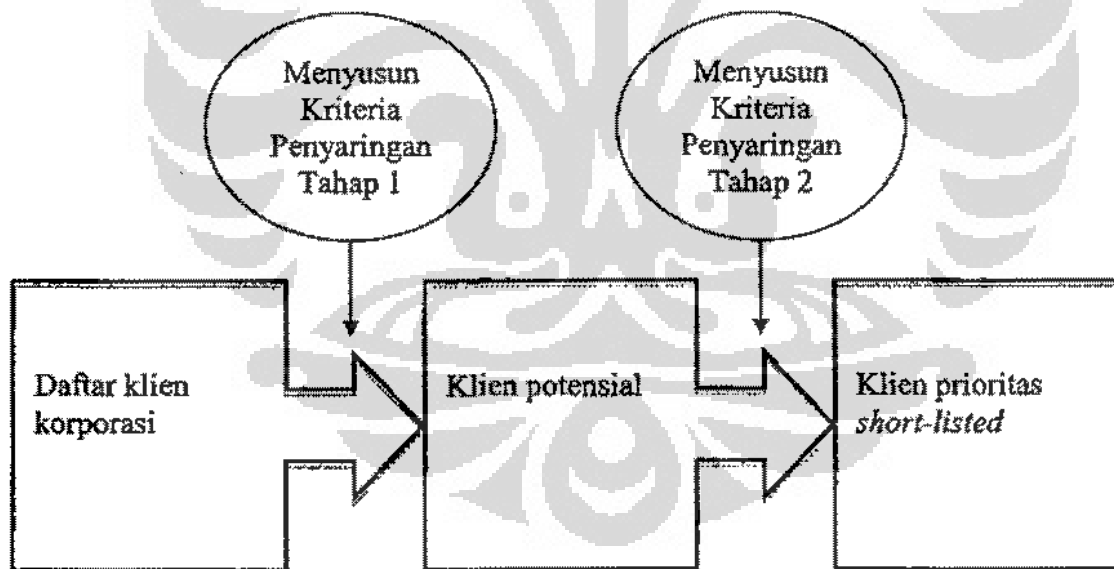 Menyusun
Kriteria
Penyaringan
Tahap 1
Menyusun
Kriteria
Penyaringan
Tahap 2
Daftar klien
korporasi
Klien potensial
Klien prioritas
short-listed